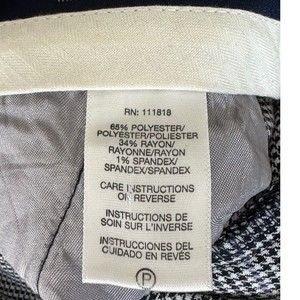 RN: 111818
65% POLYESTER/
POLYESTER/POLIESTER
34% RAYON/
RAYONNE/RAYON
1% SPANDEX/
SPANDEX/SPANDEX
CARE INSTRUCTIONS
ON REVERSE
INSTRUCTIONS DE
SOIN SUR L'INVERSE
INSTRUCCIONES DEL
CUIDADO EN REVÉS
P